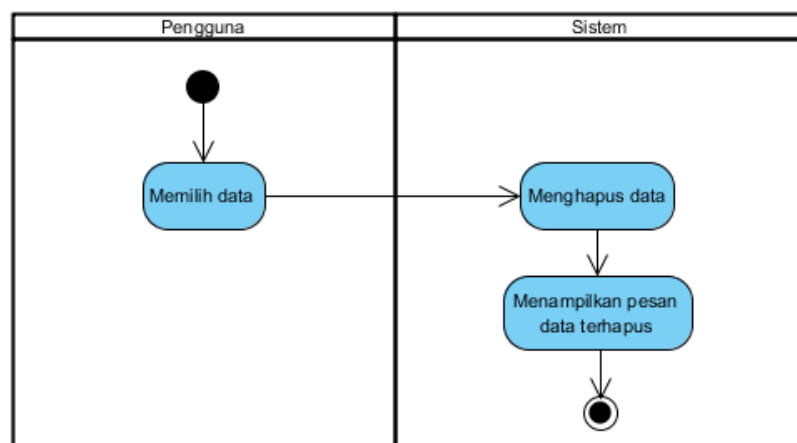 Pengguna
Sistem
Memilih data
Menghapus data
Menampilkan pesan
data terhapus